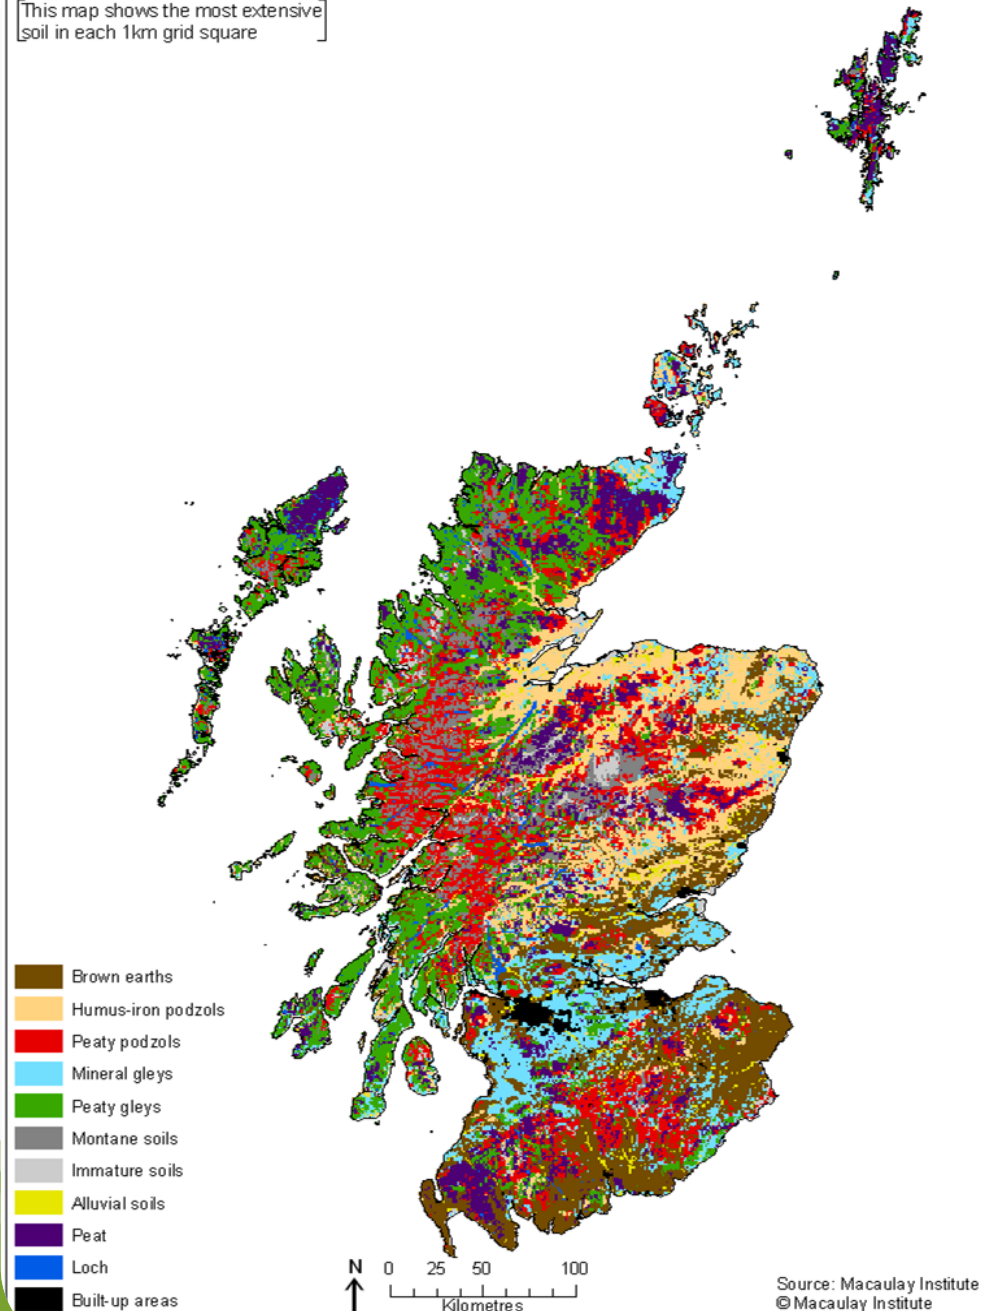 This map shows the most extensive
soil in each 1km grid square
Brown earths
Humus-iron podzols
Peaty podzols
Mineral gleys
Peaty gleys
Montane soils
Immature soils
Alluvial soils
Peat
Loch
Built-up areas
N
0 25 50 100
Kilometres
Source: Macaulay Institute
© Macaulay Institute